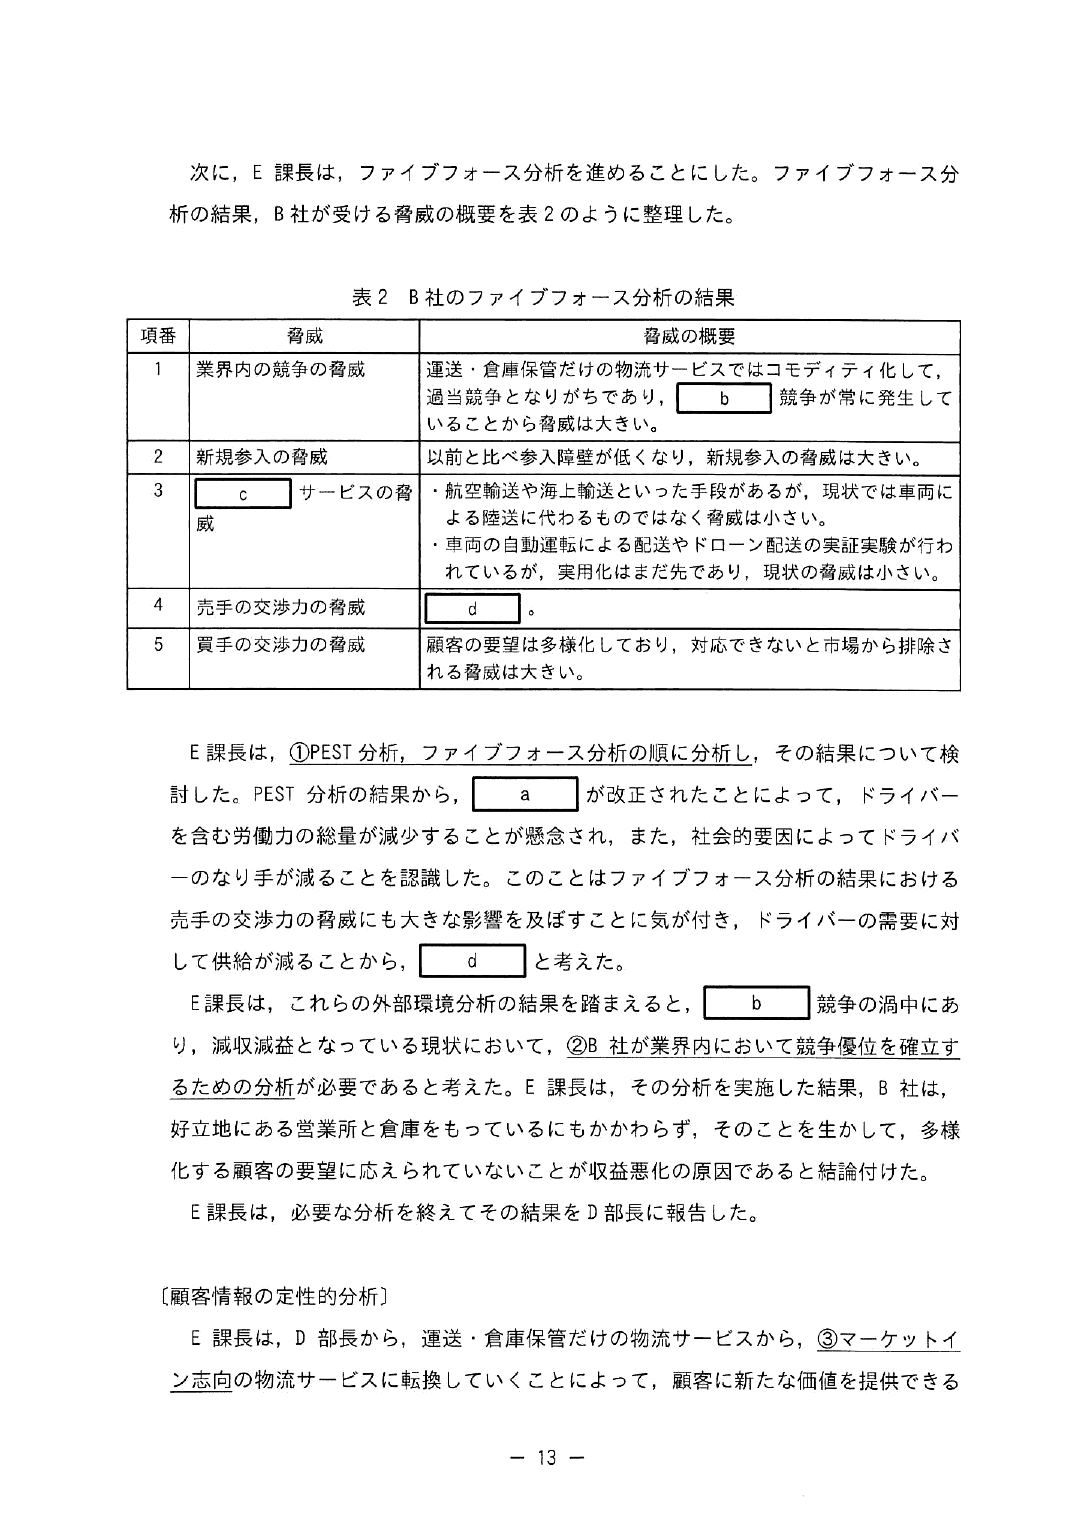 次に，E 課長は，ファイブフォース分析を進めることにした。ファイブフォース分
析の結果，B 社が受ける脅威の概要を表 2 のように整理した。
表 2　B 社のファイブフォース分析の結果
項番　脅威　脅威の概要
1　業界内の競争の脅威　運送・倉庫保管だけの物流サービスではコモディティ化して，
過当競争となりがちであり， b 競争が常に発生して
いることから脅威は大きい。
2　新規参入の脅威　以前と比べ参入障壁が低くなり，新規参入の脅威は大きい。
3　c サービスの脅
威
・航空輸送や海上輸送といった手段があるが，現状では車両に
よる陸送に代わるものではなく脅威は小さい。
・車両の自動運転による配送やドローン配送の実証実験が行わ
れているが，実用化はまだ先であり，現状の脅威は小さい。
4　売手の交渉力の脅威　d 。
5　買手の交渉力の脅威　顧客の要望は多様化しており，対応できないと市場から排除さ
れる脅威は大きい。
E 課長は，①PEST 分析，ファイブフォース分析の順に分析し，その結果について検
討した。PEST 分析の結果から， a が改正されたことによって，ドライバー
を含む労働力の総量が減少することが懸念され，また，社会的要因によってドライバ
ーのなり手が減ることを認識した。このことはファイブフォース分析の結果における
売手の交渉力の脅威にも大きな影響を及ぼすことに気が付き，ドライバーの需要に対
して供給が減ることから， d と考えた。
E 課長は，これらの外部環境分析の結果を踏まえると， b 競争の渦中にあ
り，減収減益となっている現状において，②B 社が業界内において競争優位を確立す
るための分析が必要であると考えた。E 課長は，その分析を実施した結果，B 社は，
好立地にある営業所と倉庫をもっているにもかかわらず，そのことを生かして，多様
化する顧客の要望に応えられていないことが収益悪化の原因であると結論付けた。
E 課長は，必要な分析を終えてその結果を D 部長に報告した。
〔顧客情報の定性的分析〕
E 課長は，D 部長から，運送・倉庫保管だけの物流サービスから，③マーケットイ
ン志向の物流サービスに転換していくことによって，顧客に新たな価値を提供できる
－ 13 －